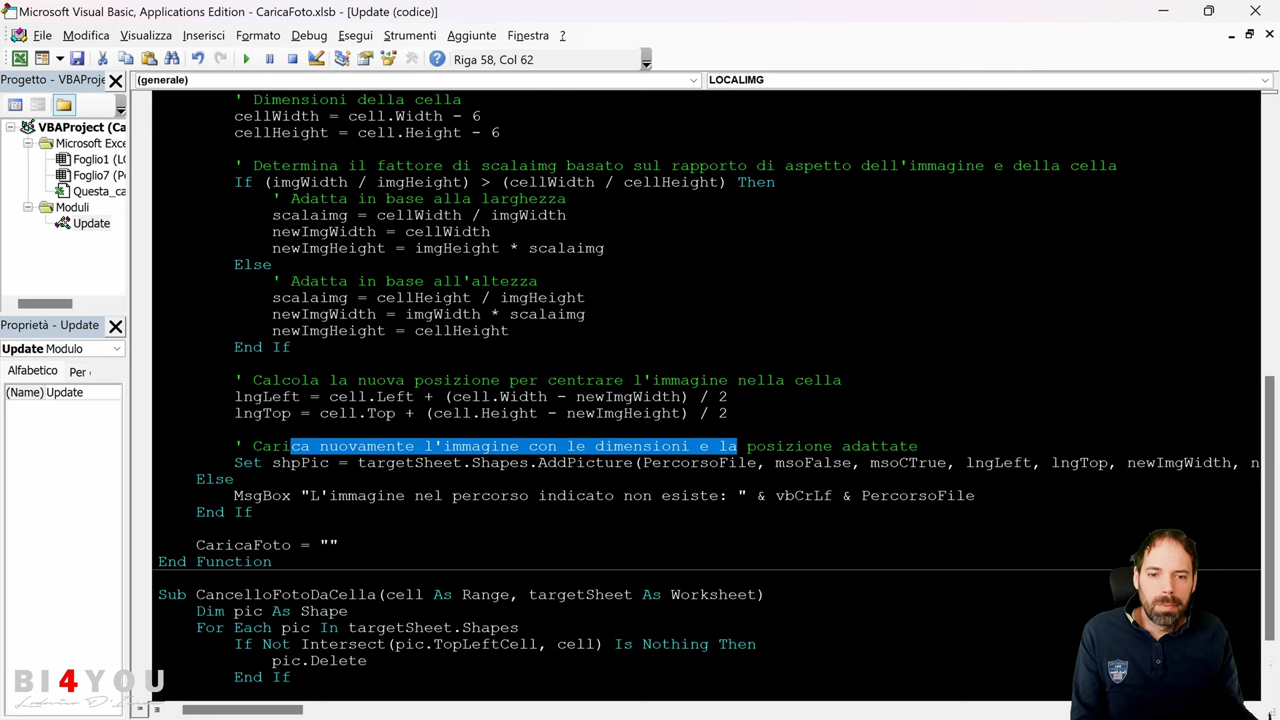 Microsoft Visual Basic, Applications Edition - CaricaFoto.xlsb - [Update (codice)]
File Modifica Visualizza Inserisci Formato Debug Esegui Strumenti Aggiunte Finestra ?
Riga 58, Col 62
Progetto - VBAProje
(generale) LOCALIMG
VBAProject (Ca
Microsoft Exce
Foglio1 (LO
Foglio7 (Pe
Questa_ca
Moduli
Update
Proprietà - Update
Update Modulo
Alfabetico Per
(Name) Update
' Dimensioni della cella
cellWidth = cell.Width - 6
cellHeight = cell.Height - 6
' Determina il fattore di scalaimg basato sul rapporto di aspetto dell'immagine e della cella
If (imgWidth / imgHeight) > (cellWidth / cellHeight) Then
' Adatta in base alla larghezza
scalaimg = cellWidth / imgWidth
newImgWidth = cellWidth
newImgHeight = imgHeight * scalaimg
Else
' Adatta in base all'altezza
scalaimg = cellHeight / imgHeight
newImgWidth = imgWidth * scalaimg
newImgHeight = cellHeight
End If
' Calcola la nuova posizione per centrare l'immagine nella cella
lngLeft = cell.Left + (cell.Width - newImgWidth) / 2
lngTop = cell.Top + (cell.Height - newImgHeight) / 2
' Carica nuovamente l'immagine con le dimensioni e la posizione adattate
Set shpPic = targetSheet.Shapes.AddPicture(PercorsoFile, msoFalse, msoCTrue, lngLeft, lngTop, newImgWidth, n
Else
MsgBox "L'immagine nel percorso indicato non esiste: " & vbCrLf & PercorsoFile
End If
CaricaFoto = ""
End Function
Sub CancelloFotoDaCella(cell As Range, targetSheet As Worksheet)
Dim pic As Shape
For Each pic In targetSheet.Shapes
If Not Intersect(pic.TopLeftCell, cell) Is Nothing Then
pic.Delete
End If
BI4YOU